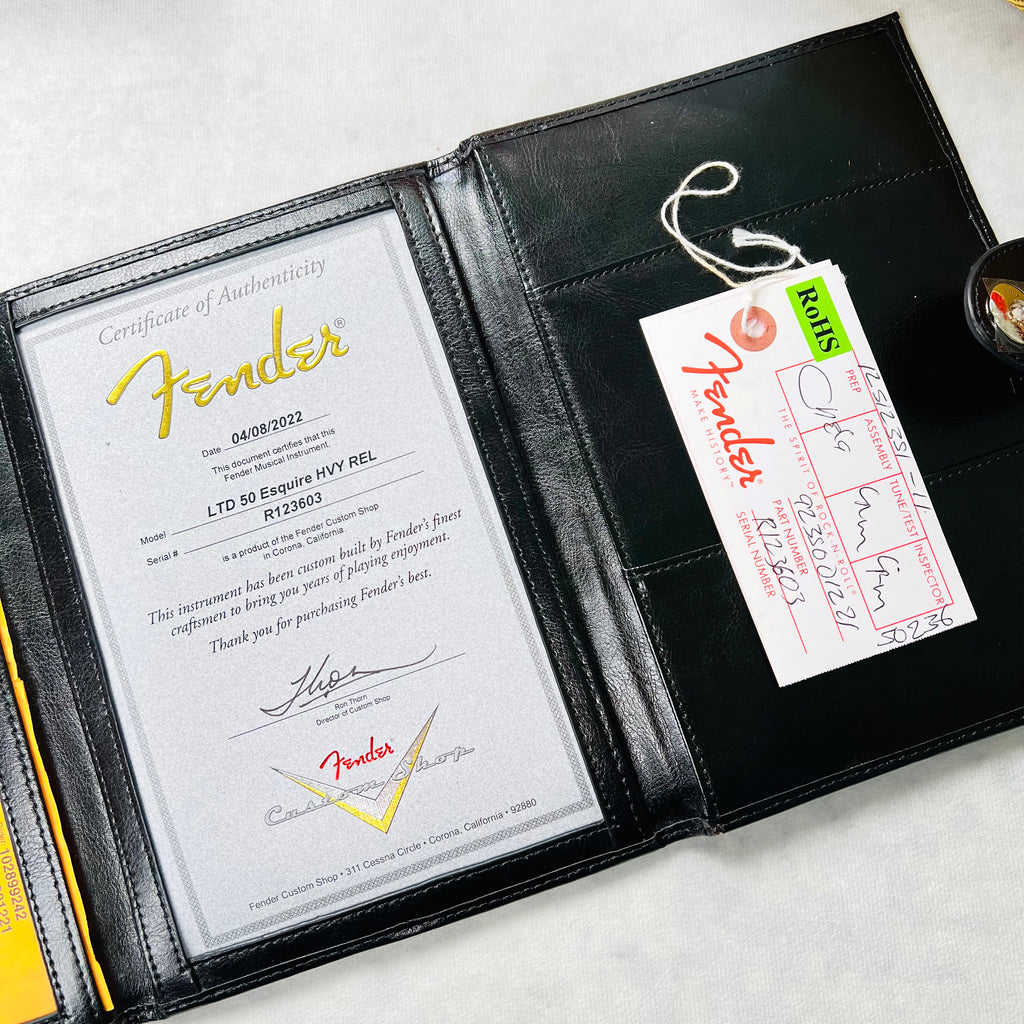 Certificate of Authenticity
Fender®
Date 04/08/2022
This document certifies that this
Fender Musical Instrument.
Model LTD 50 Esquire HVY REL
Serial # R123603
is a product of the Fender Custom Shop
in Corona, California
This instrument has been custom built by Fender's finest
craftsmen to bring you years of playing enjoyment.
Thank you for purchasing Fender's best.
Ron Thorn
Director of Custom Shop
Fender®
Custom Shop
Fender Custom Shop • 311 Cessna Circle • Corona, California • 92880
102899242
RoHS
Fender
MAKE HISTORY™
THE SPIRIT OF ROCK-N-ROLL®
PREP
ASSEMBLY
TUNE/TEST
INSPECTOR
PART NUMBER
9235001221
SERIAL NUMBER
R123603